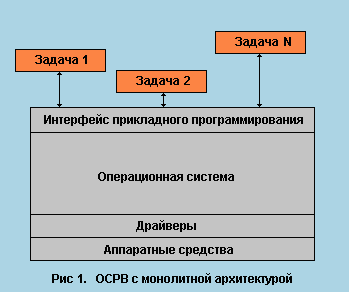 Задача 1
Задача 2
Задача N
Интерфейс прикладного программирования
Операционная система
Драйверы
Аппаратные средства
Рис 1. ОСРВ с монолитной архитектурой